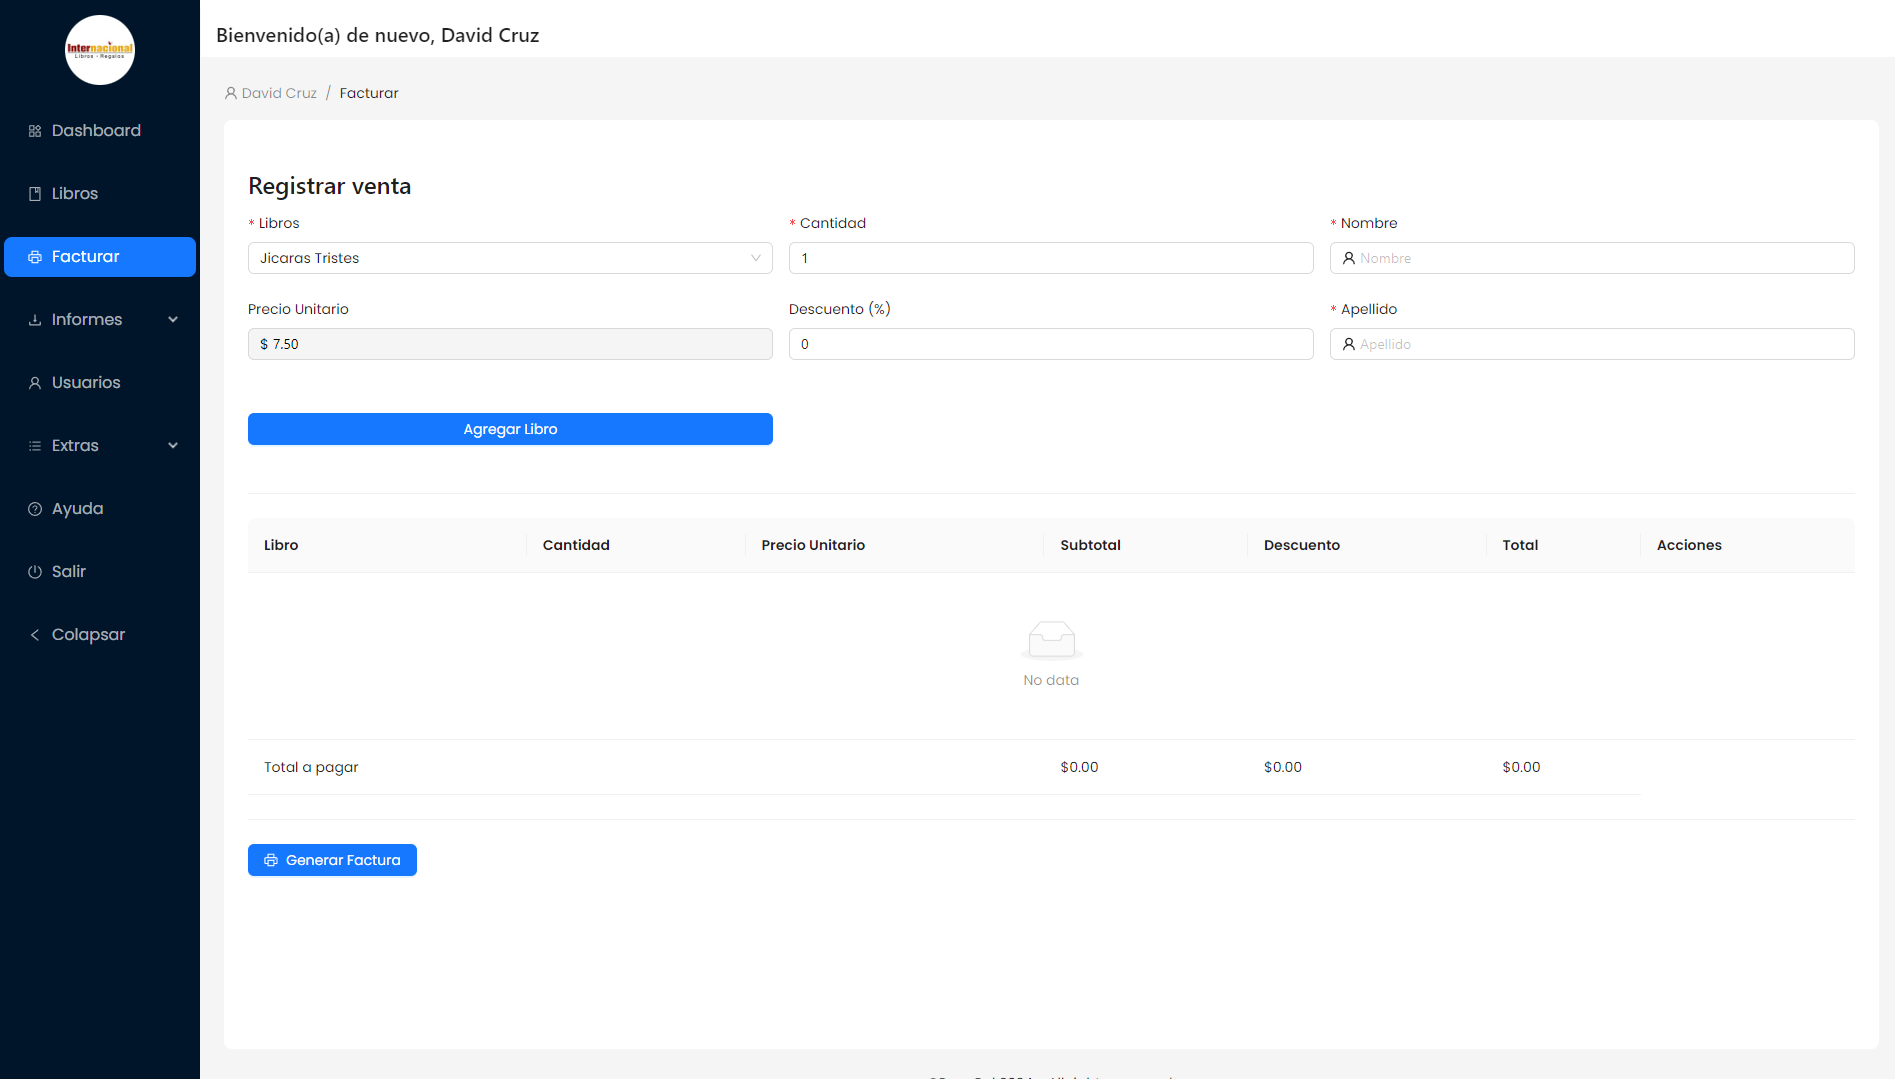 Internacional
Libros - Regalos
Bienvenido(a) de nuevo, David Cruz
David Cruz / Facturar
Dashboard
Libros
Facturar
Informes
Usuarios
Extras
Ayuda
Salir
Colapsar
Registrar venta
* Libros
Jicaras Tristes
* Cantidad
1
* Nombre
Nombre
Precio Unitario
$ 7.50
Descuento (%)
0
* Apellido
Apellido
Agregar Libro
Libro Cantidad Precio Unitario Subtotal Descuento Total Acciones
No data
Total a pagar $0.00 $0.00 $0.00
Generar Factura